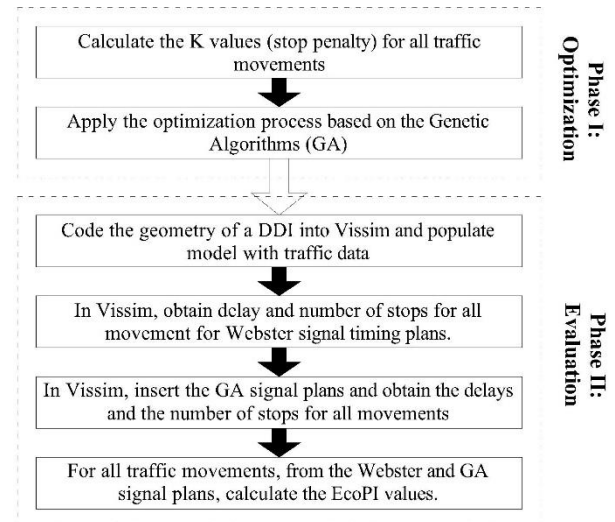 Calculate the K values (stop penalty) for all traffic
movements
Apply the optimization process based on the Genetic
Algorithms (GA)
Phase I:
Optimization
Code the geometry of a DDI into Vissim and populate
model with traffic data
In Vissim, obtain delay and number of stops for all
movement for Webster signal timing plans.
In Vissim, insert the GA signal plans and obtain the delays
and the number of stops for all movements
For all traffic movements, from the Webster and GA
signal plans, calculate the EcoPI values.
Phase II:
Evaluation